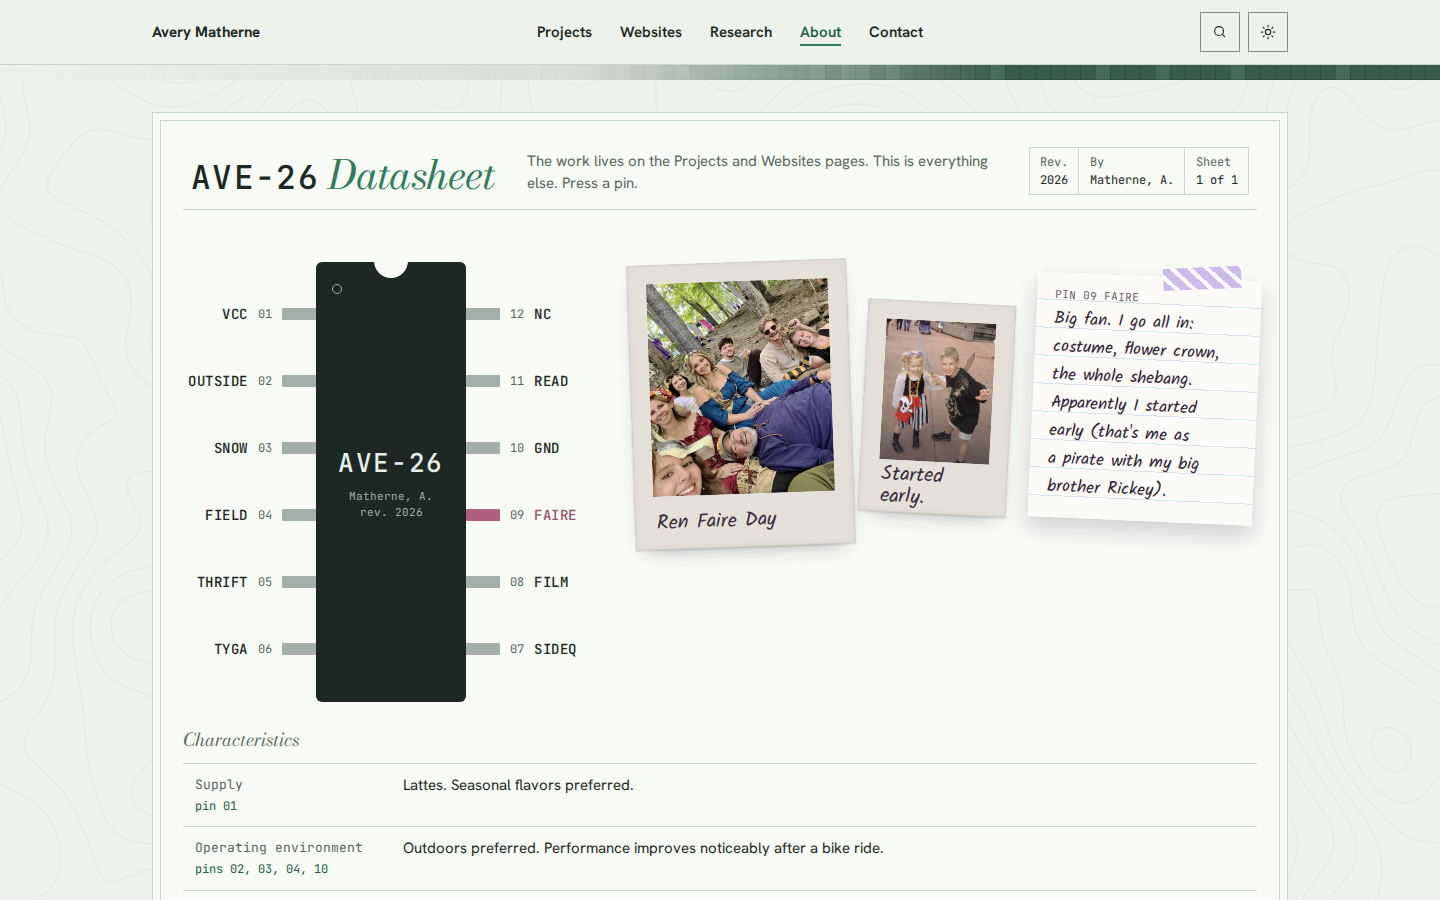 Avery Matherne
Projects
Websites
Research
About
Contact
AVE-26 Datasheet
The work lives on the Projects and Websites pages. This is everything
else. Press a pin.
Rev.
2026
By
Matherne, A.
Sheet
1 of 1
VCC 01
OUTSIDE 02
SNOW 03
FIELD 04
THRIFT 05
TYGA 06
AVE-26
Matherne, A.
rev. 2026
12 NC
11 READ
10 GND
09 FAIRE
08 FILM
07 SIDEQ
Ren Faire Day
Started
early.
PIN 09 FAIRE
Big fan. I go all in:
costume, flower crown,
the whole shebang.
Apparently I started
early (that's me as
a pirate with my big
brother Rickey).
Characteristics
Supply
pin 01
Lattes. Seasonal flavors preferred.
Operating environment
pins 02, 03, 04, 10
Outdoors preferred. Performance improves noticeably after a bike ride.